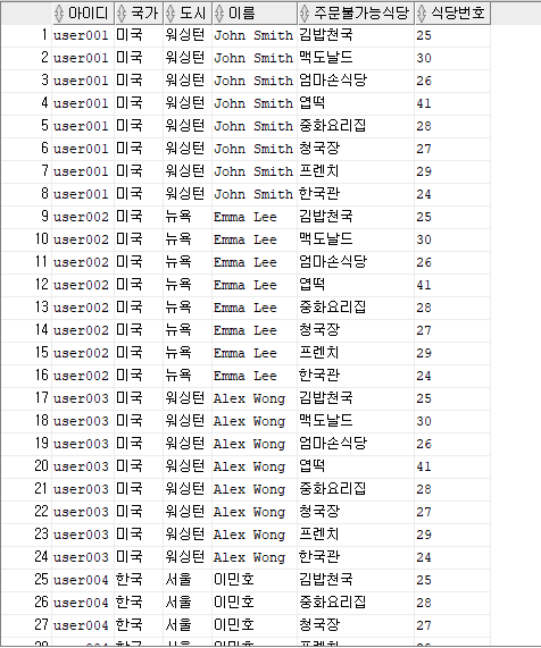 아이디 국가 도시 이름 주문불가능식당 식당번호
1 user001 미국 워싱턴 John Smith 김밥천국 25
2 user001 미국 워싱턴 John Smith 맥도날드 30
3 user001 미국 워싱턴 John Smith 엄마손식당 26
4 user001 미국 워싱턴 John Smith 엽떡 41
5 user001 미국 워싱턴 John Smith 중화요리집 28
6 user001 미국 워싱턴 John Smith 청국장 27
7 user001 미국 워싱턴 John Smith 프렌치 29
8 user001 미국 워싱턴 John Smith 한국관 24
9 user002 미국 뉴욕 Emma Lee 김밥천국 25
10 user002 미국 뉴욕 Emma Lee 맥도날드 30
11 user002 미국 뉴욕 Emma Lee 엄마손식당 26
12 user002 미국 뉴욕 Emma Lee 엽떡 41
13 user002 미국 뉴욕 Emma Lee 중화요리집 28
14 user002 미국 뉴욕 Emma Lee 청국장 27
15 user002 미국 뉴욕 Emma Lee 프렌치 29
16 user002 미국 뉴욕 Emma Lee 한국관 24
17 user003 미국 워싱턴 Alex Wong 김밥천국 25
18 user003 미국 워싱턴 Alex Wong 맥도날드 30
19 user003 미국 워싱턴 Alex Wong 엄마손식당 26
20 user003 미국 워싱턴 Alex Wong 엽떡 41
21 user003 미국 워싱턴 Alex Wong 중화요리집 28
22 user003 미국 워싱턴 Alex Wong 청국장 27
23 user003 미국 워싱턴 Alex Wong 프렌치 29
24 user003 미국 워싱턴 Alex Wong 한국관 24
25 user004 한국 서울 이민호 김밥천국 25
26 user004 한국 서울 이민호 중화요리집 28
27 user004 한국 서울 이민호 청국장 27